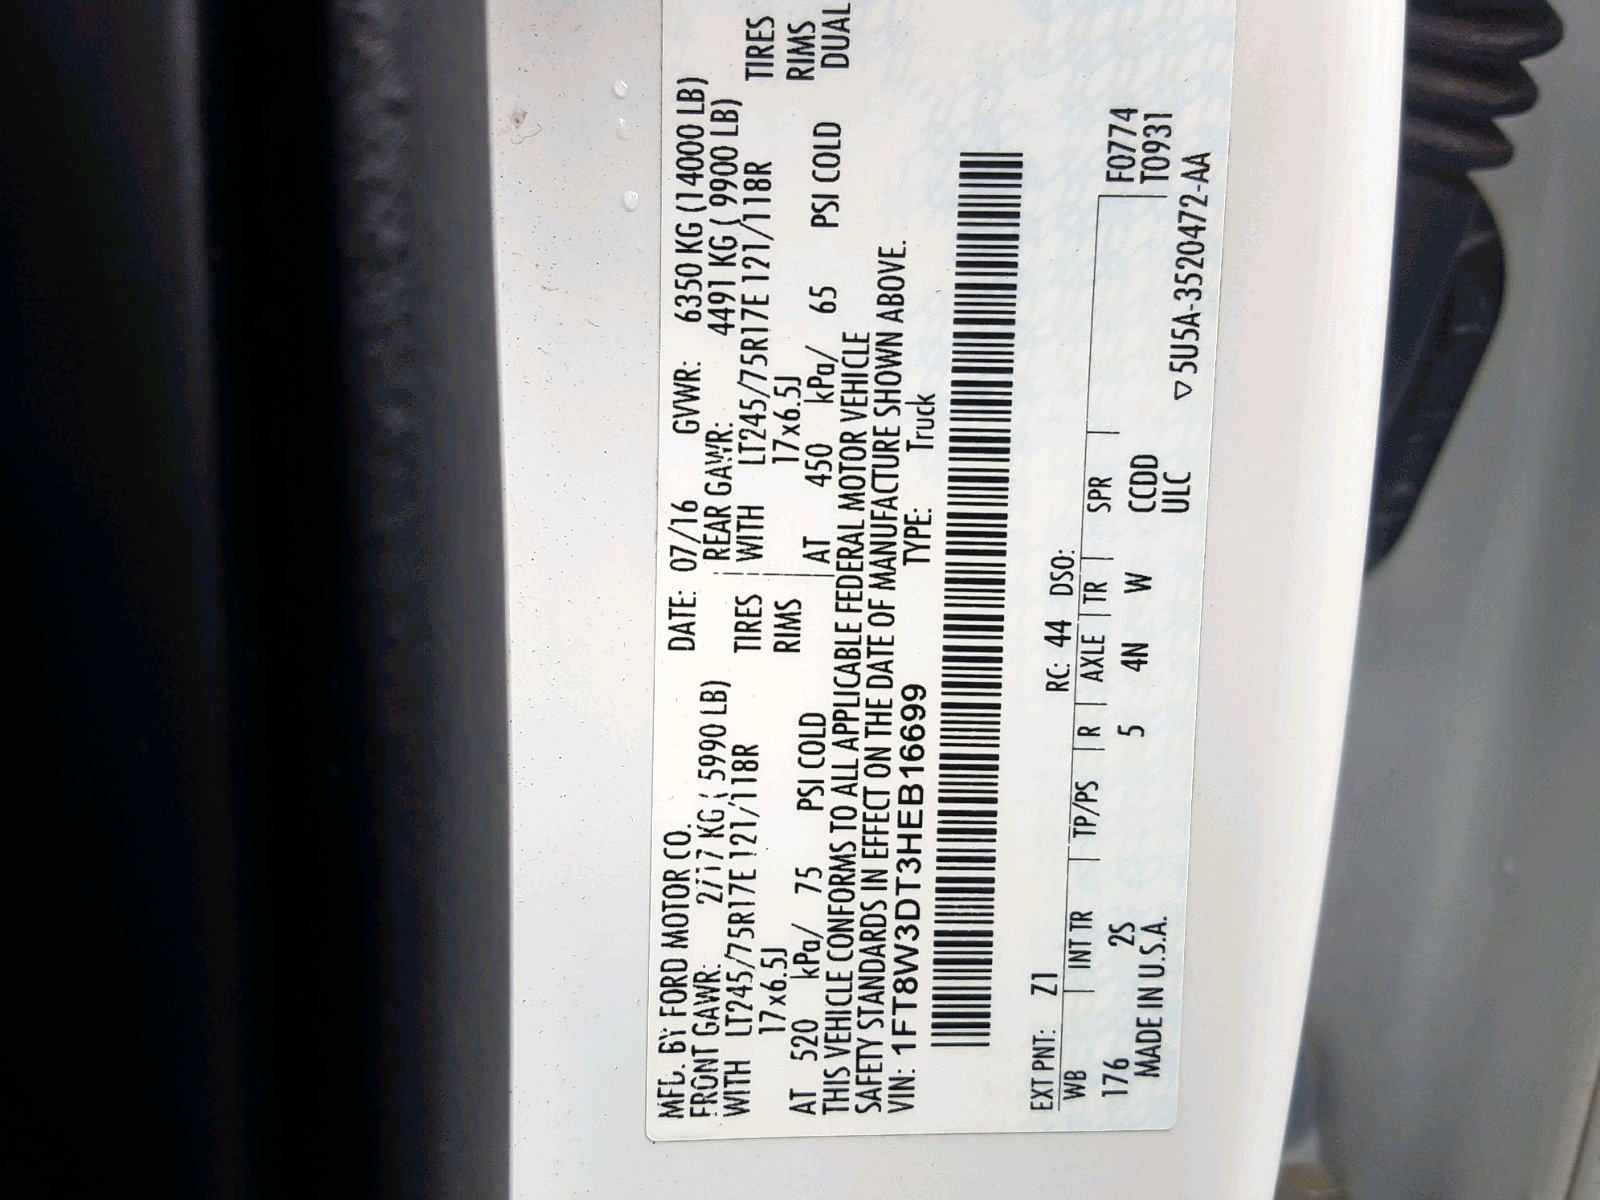 MFD. BY FORD MOTOR CO. DATE: 07/16 GVWR: 6350 KG (14000 LB)
FRONT GAWR: 2717 KG ( 5990 LB) REAR GAWR: 4491 KG ( 9900 LB)
WITH LT245/75R17E 121/118R TIRES WITH LT245/75R17E 121/118R TIRES
17x6.5J RIMS 17x6.5J RIMS
AT 520 kPa/ 75 PSI COLD AT 450 kPa/ 65 PSI COLD DUAL
THIS VEHICLE CONFORMS TO ALL APPLICABLE FEDERAL MOTOR VEHICLE
SAFETY STANDARDS IN EFFECT ON THE DATE OF MANUFACTURE SHOWN ABOVE.
VIN: 1FT8W3DT3HEB16699 TYPE: Truck
EXT PNT: Z1 RC: 44 DSO:
WB INT TR TP/PS R AXLE TR SPR F0774
176 2S 5 4N W CCDD T0931
MADE IN U.S.A. ULC
▽5U5A-3520472-AA